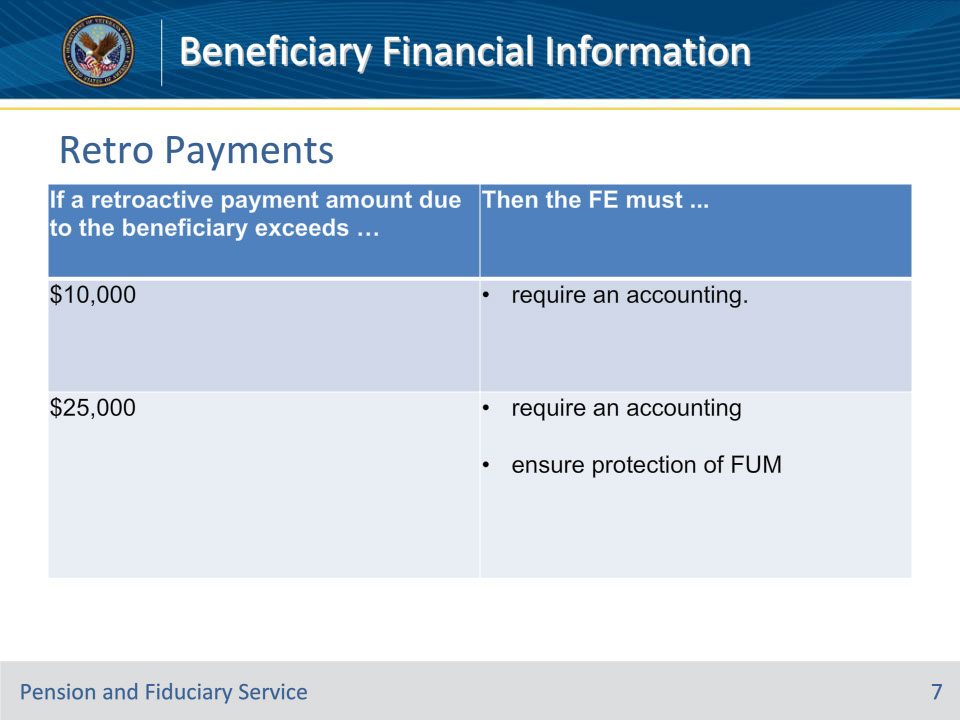 Beneficiary Financial Information
Retro Payments
If a retroactive payment amount due
to the beneficiary exceeds …
Then the FE must ...
$10,000
• require an accounting.
$25,000
• require an accounting
• ensure protection of FUM
Pension and Fiduciary Service
7